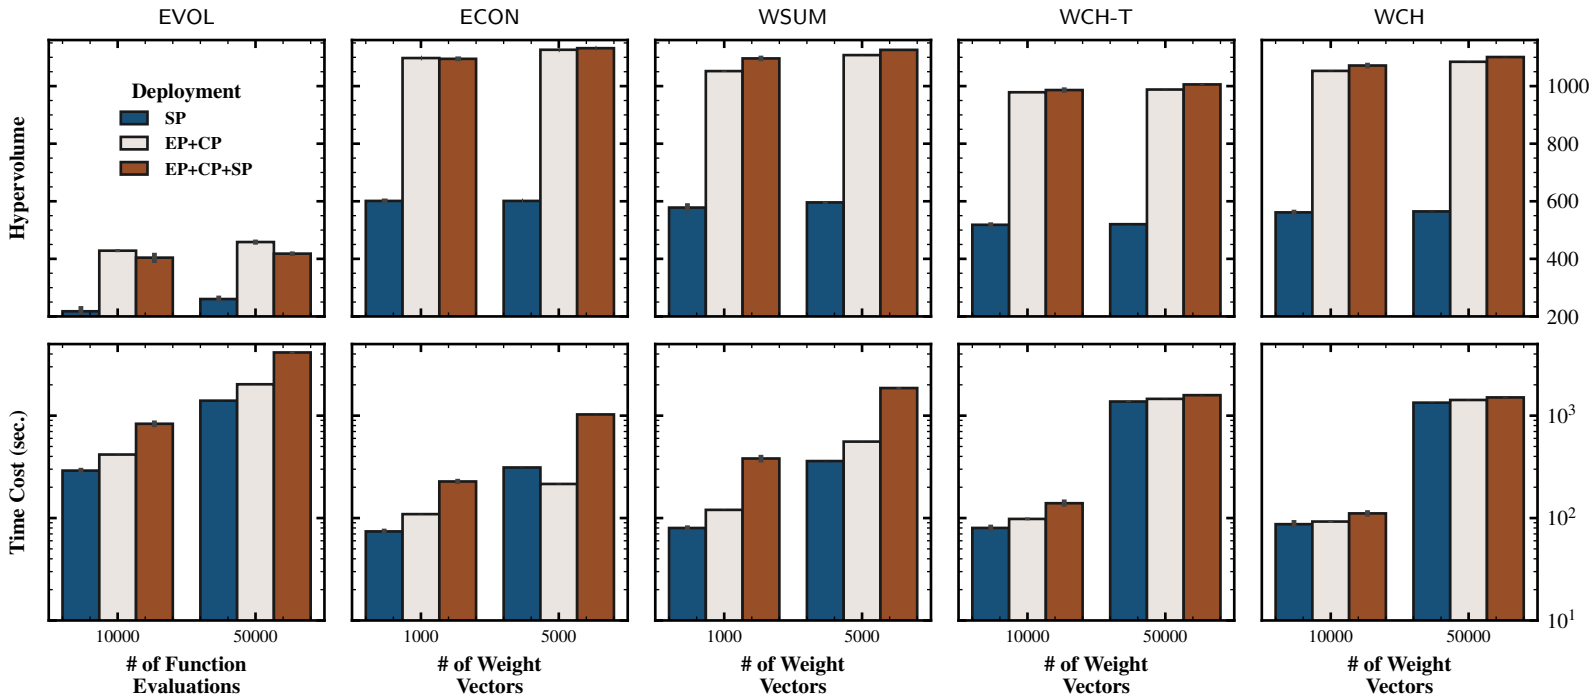 EVOL ECON WSUM WCH-T WCH
Hypervolume
Deployment
SP
EP+CP
EP+CP+SP
1000
800
600
400
200
Time Cost (sec.)
10³
10²
10¹
10000 50000 1000 5000 1000 5000 10000 50000 10000 50000
# of Function # of Weight # of Weight # of Weight # of Weight
Evaluations Vectors Vectors Vectors Vectors